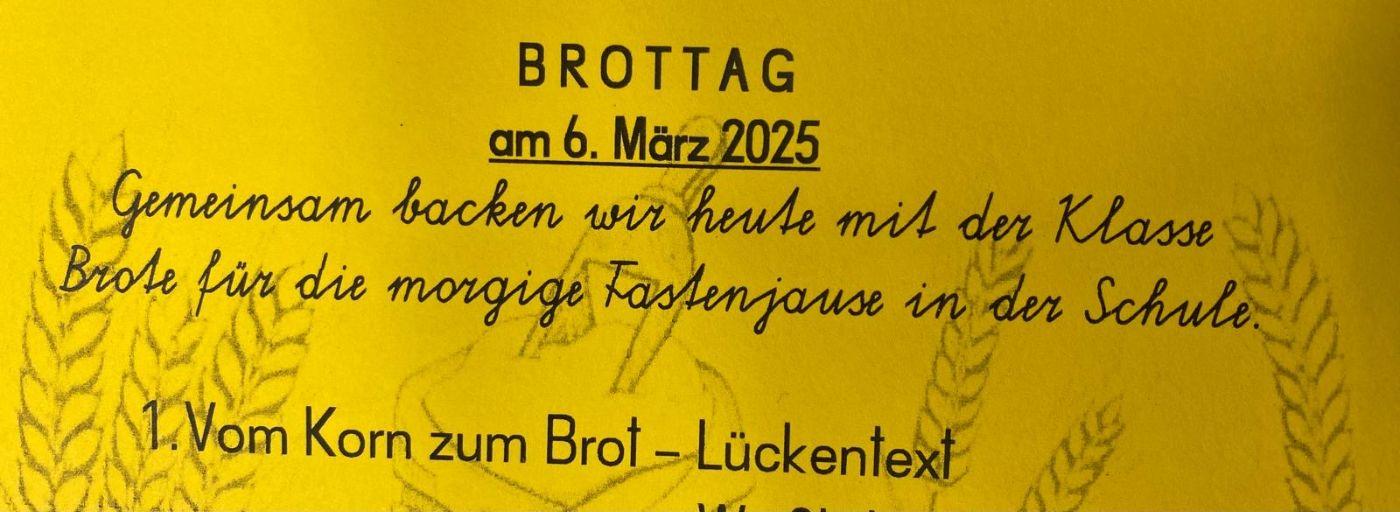 BROTTAG
am 6. März 2025
Gemeinsam backen wir heute mit der Klasse
Brote für die morgige Fastenjause in der Schule.
1. Vom Korn zum Brot – Lückentext